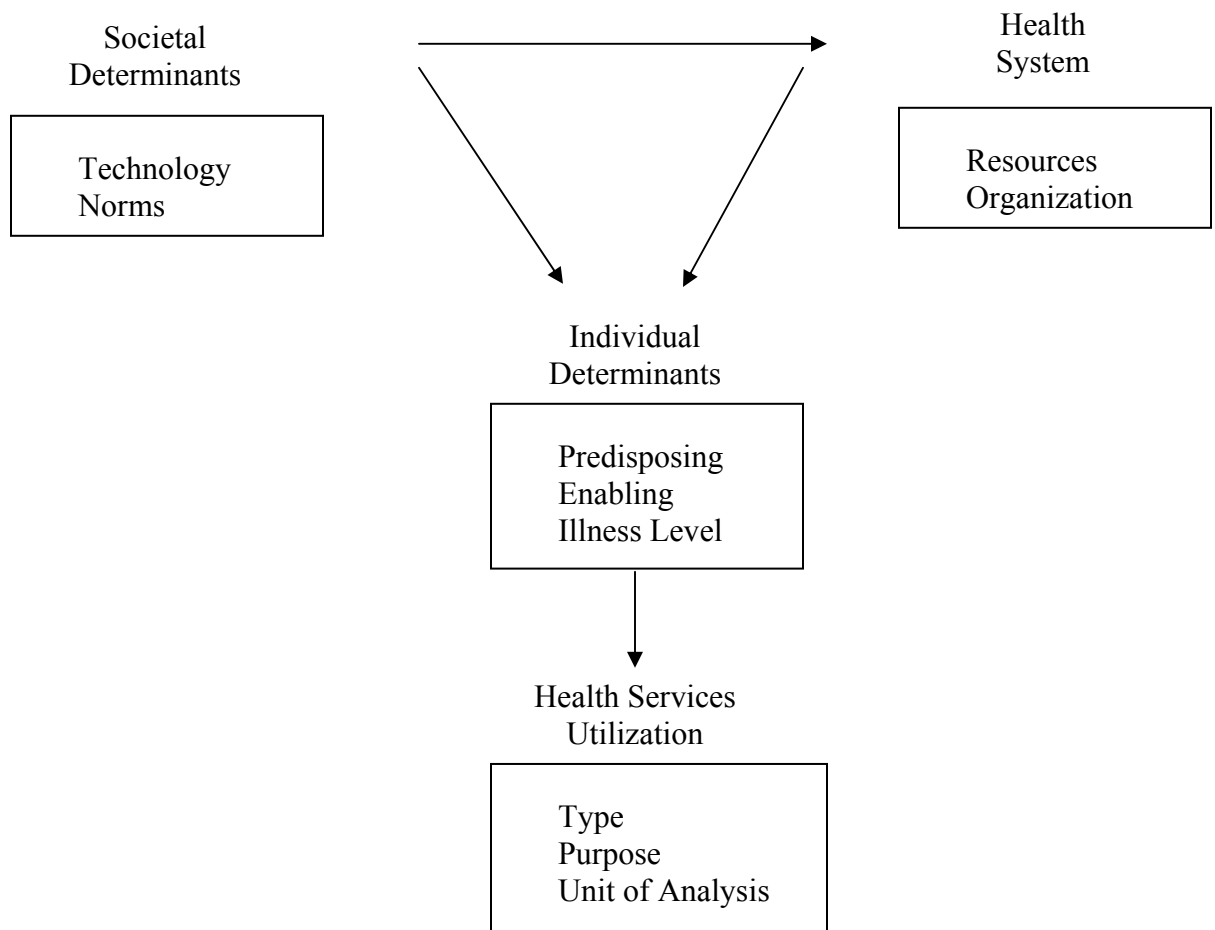 Societal
Determinants
Health
System
Technology
Norms
Resources
Organization
Individual
Determinants
Predisposing
Enabling
Illness Level
Health Services
Utilization
Type
Purpose
Unit of Analysis